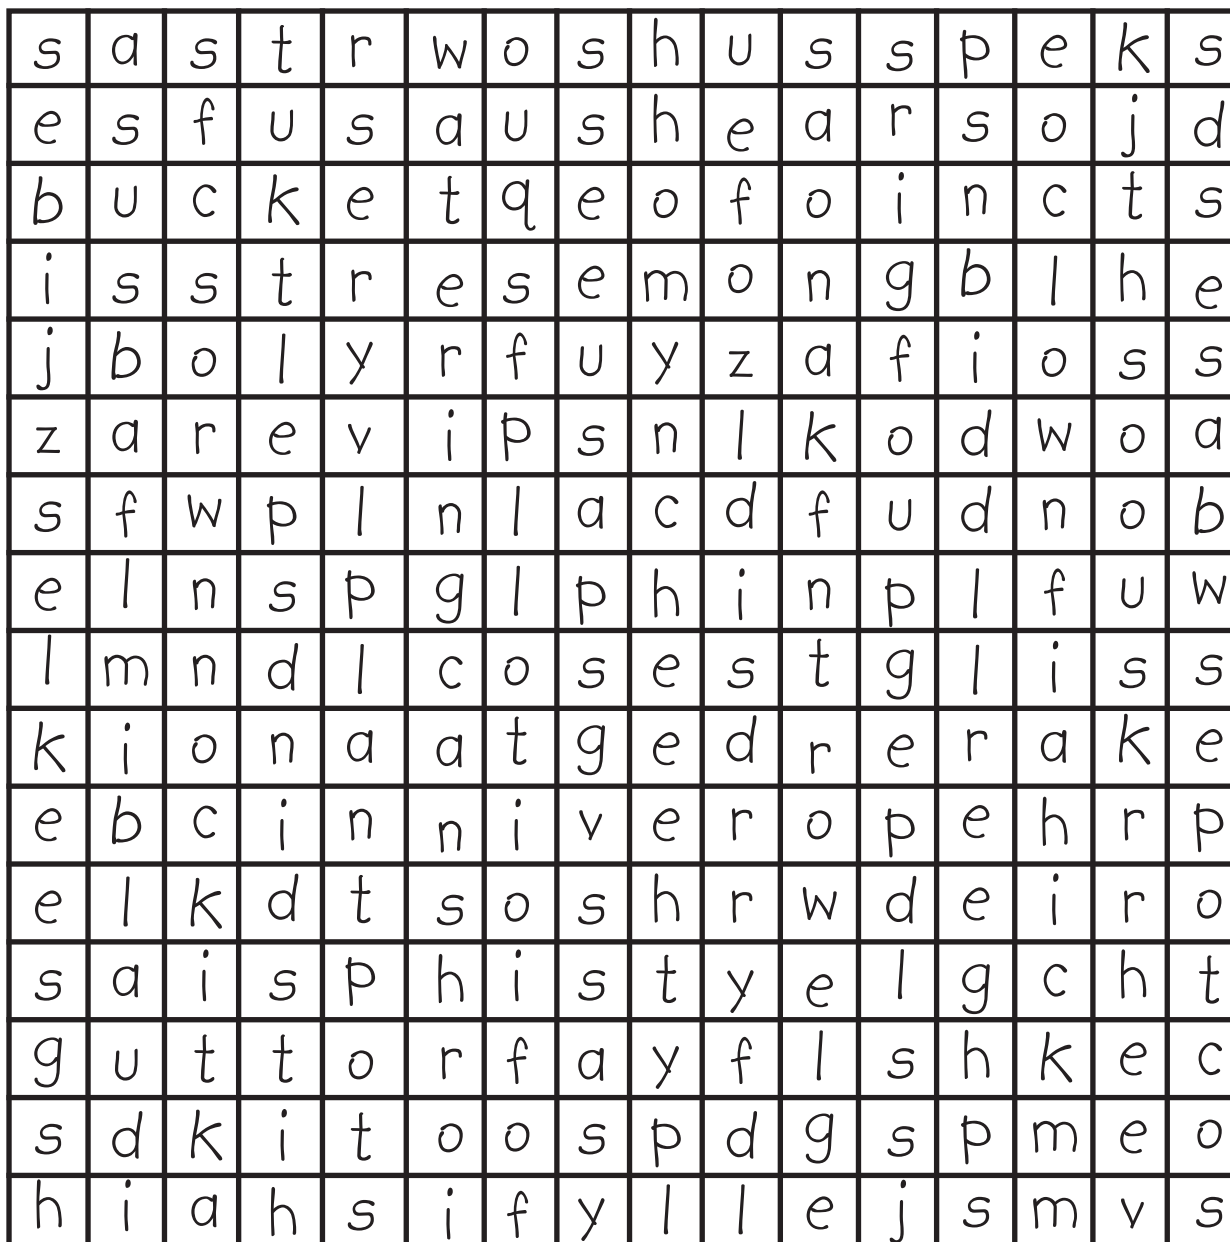 s a s t r w o s h u s s p e k s
e s f u s a u s h e a r s o j d
b u c k e t q e o f o i n c t s
i s s t r e s e m o n g b l h e
j b o l y r f u y z a f i o s s
z a r e v i p s n l k o d w o a
s f w p l n l a c d f u d n o b
e l n s p g l p h i n p l f u w
l m n d l c o s e s t g l i s s
k i o n a a t g e d r e r a k e
e b c i n n i v e r o p e h r p
e l k d t s o s h r w d e i r o
s a i s p h i s t y e l g c h t
g u t t o r f a y f l s h k e c
s d k i t o o s p d g s p m e o
h i a h s i f y l l e j s m v s